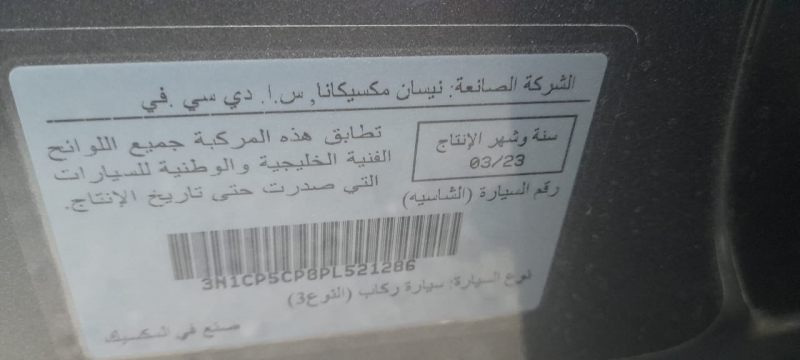 الشركة الصانعة: نيسان مكسيكانا, س.ا. دي سي .في
سنة وشهر الإنتاج
03/23
تطابق هذه المركبة جميع اللوائح
الفنية الخليجية والوطنية للسيارات
التي صدرت حتى تاريخ الإنتاج.
رقم السيارة (الشاسيه)
3N1CP5CP8PL521286
نوع السيارة: سيارة ركاب (النوع3)
صنع في المكسيك